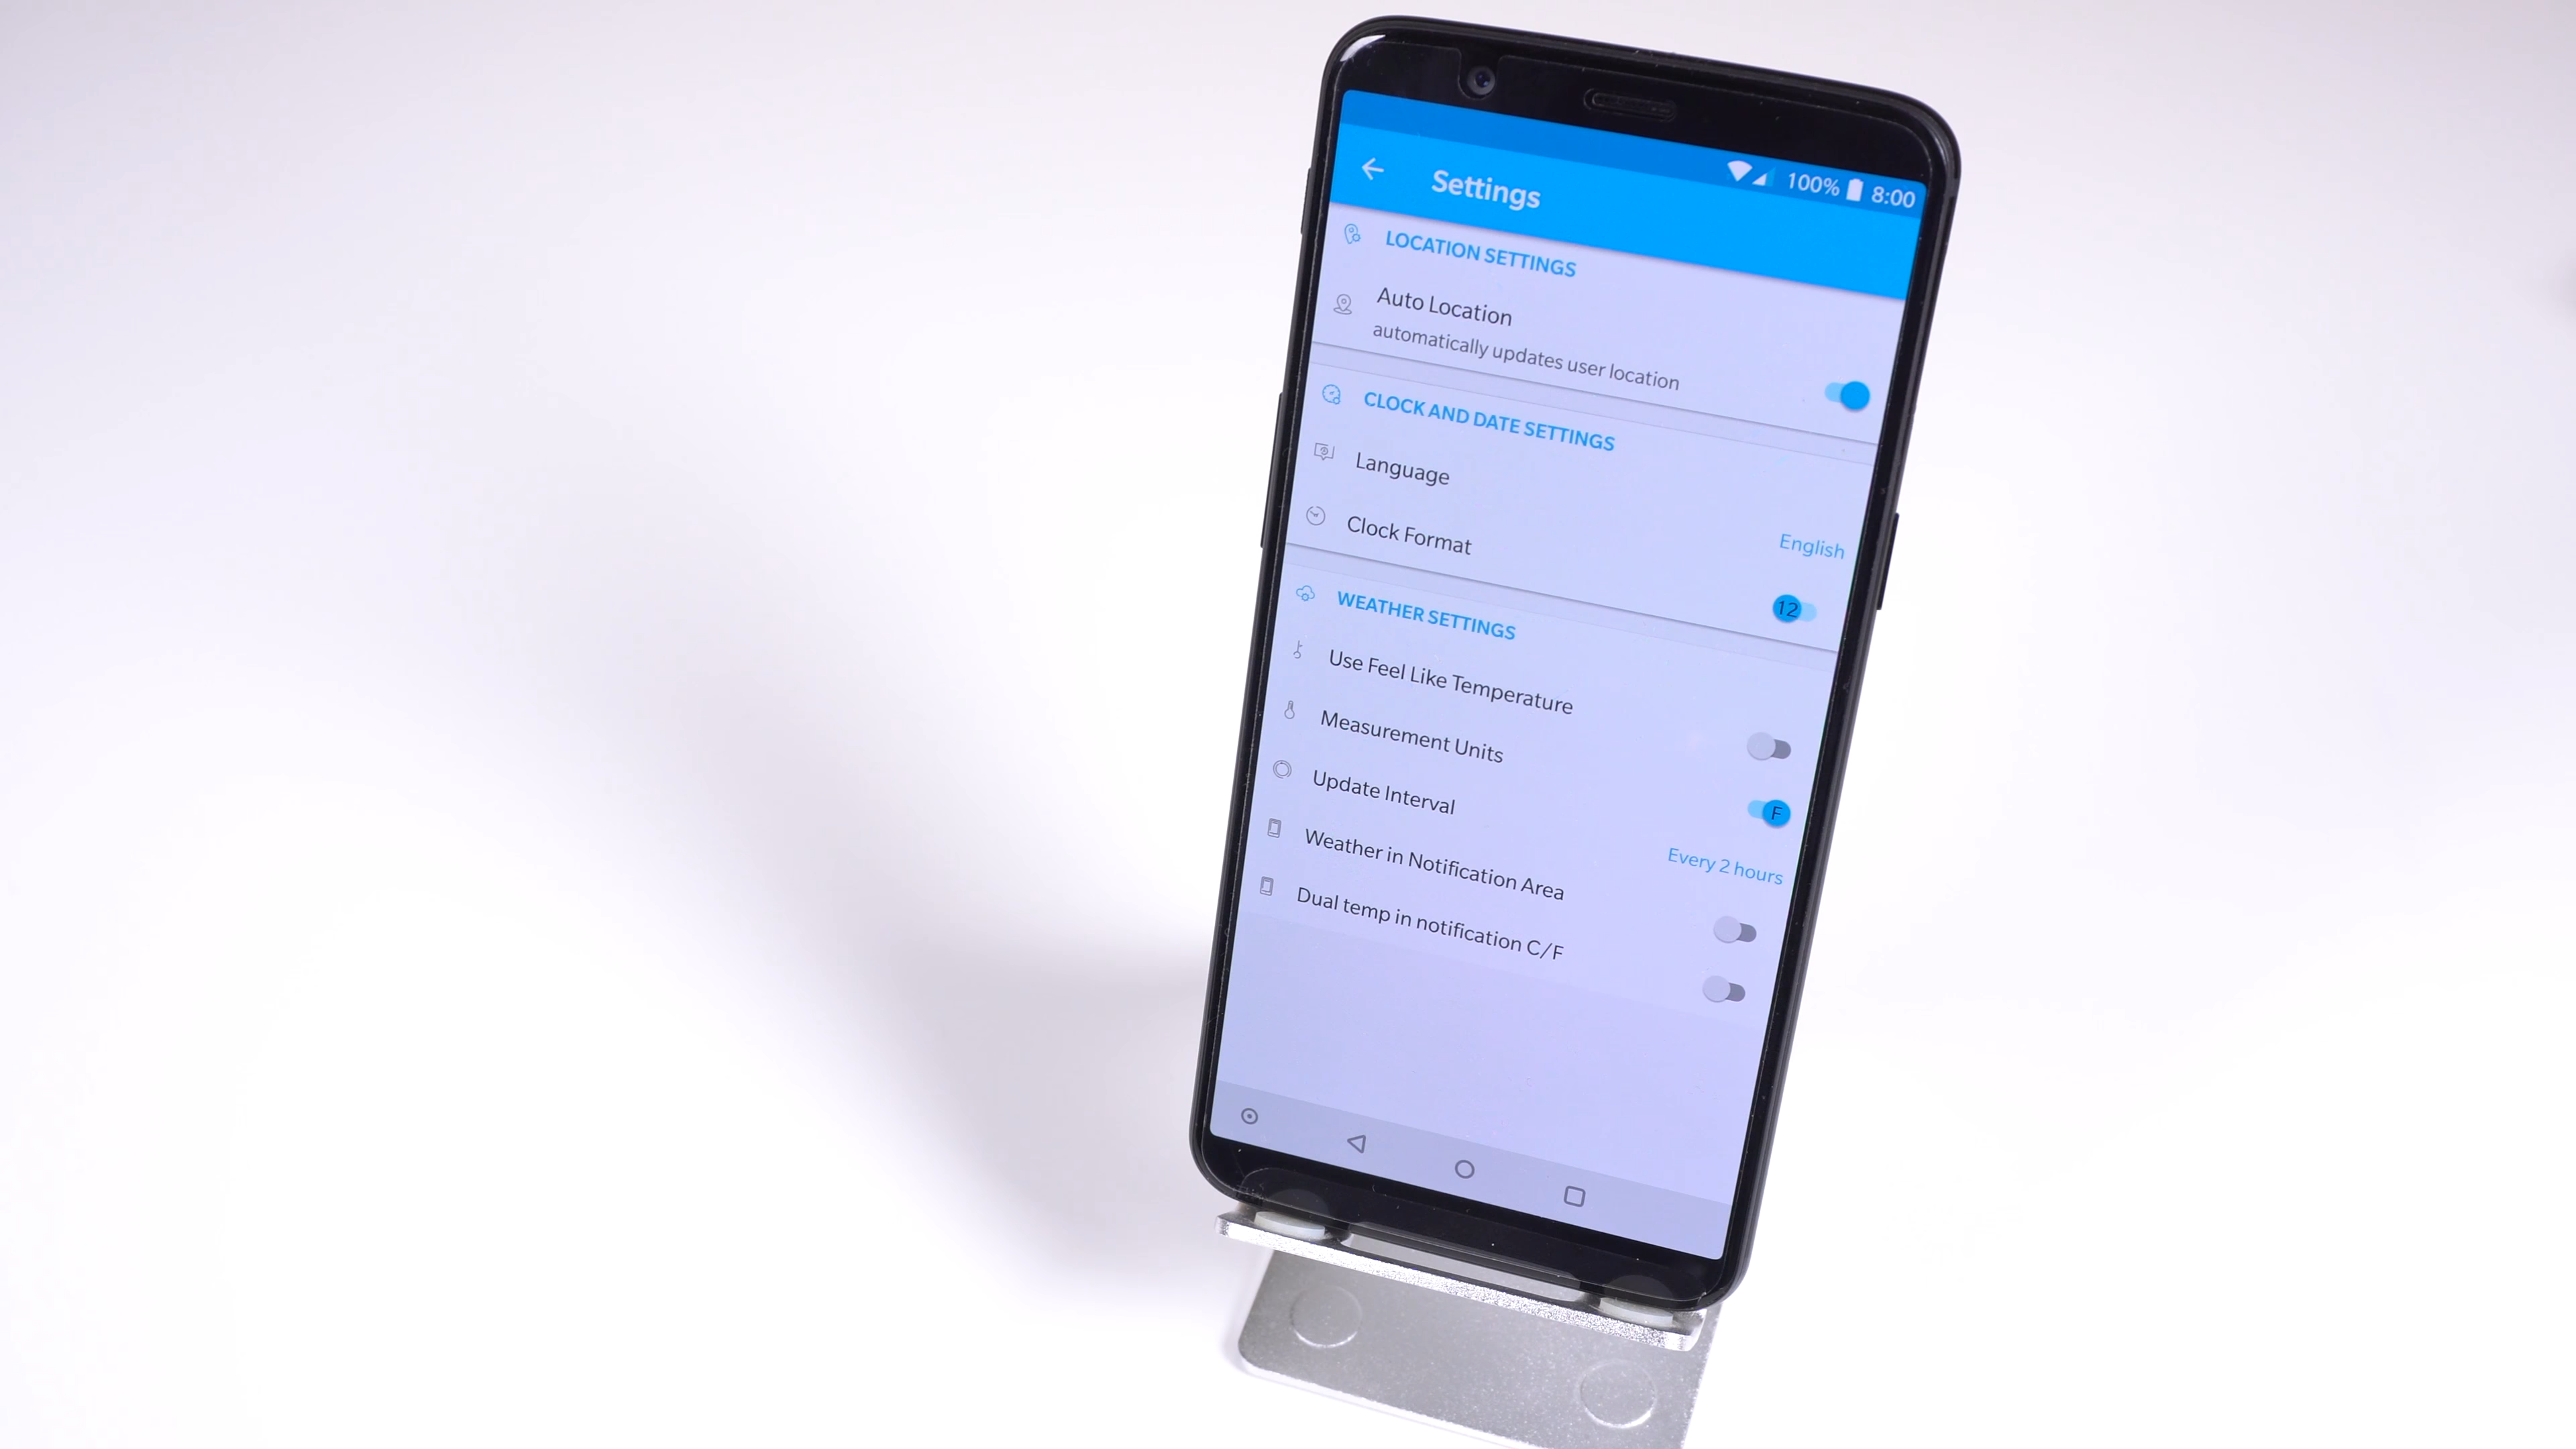 100% 8:00
Settings
LOCATION SETTINGS
Auto Location
automatically updates user location
CLOCK AND DATE SETTINGS
Language
English
Clock Format
12
WEATHER SETTINGS
Use Feel Like Temperature
Measurement Units
F
Update Interval
Every 2 hours
Weather in Notification Area
Dual temp in notification C/F